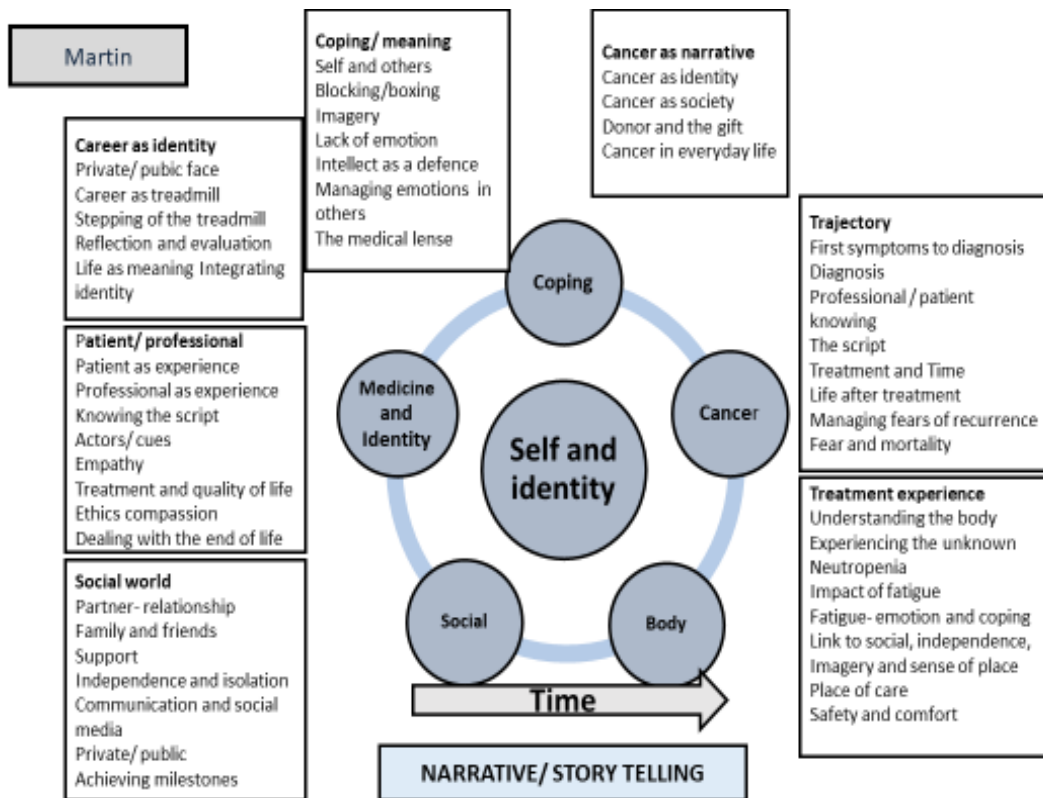 Martin
Coping/ meaning
Self and others
Blocking/boxing
Imagery
Lack of emotion
Intellect as a defence
Managing emotions in
others
The medical lense
Cancer as narrative
Cancer as identity
Cancer as society
Donor and the gift
Cancer in everyday life
Career as identity
Private/ pubic face
Career as treadmill
Stepping of the treadmill
Reflection and evaluation
Life as meaning Integrating
identity
Trajectory
First symptoms to diagnosis
Diagnosis
Professional / patient
knowing
The script
Treatment and Time
Life after treatment
Managing fears of recurrence
Fear and mortality
Patient/ professional
Patient as experience
Professional as experience
Knowing the script
Actors/ cues
Empathy
Treatment and quality of life
Ethics compassion
Dealing with the end of life
Coping
Medicine
and
Identity
Cancer
Self and
identity
Social
Body
Treatment experience
Understanding the body
Experiencing the unknown
Neutropenia
Impact of fatigue
Fatigue- emotion and coping
Link to social, independence,
Imagery and sense of place
Place of care
Safety and comfort
Social world
Partner- relationship
Family and friends
Support
Independence and isolation
Communication and social
media
Private/ public
Achieving milestones
Time
NARRATIVE/ STORY TELLING